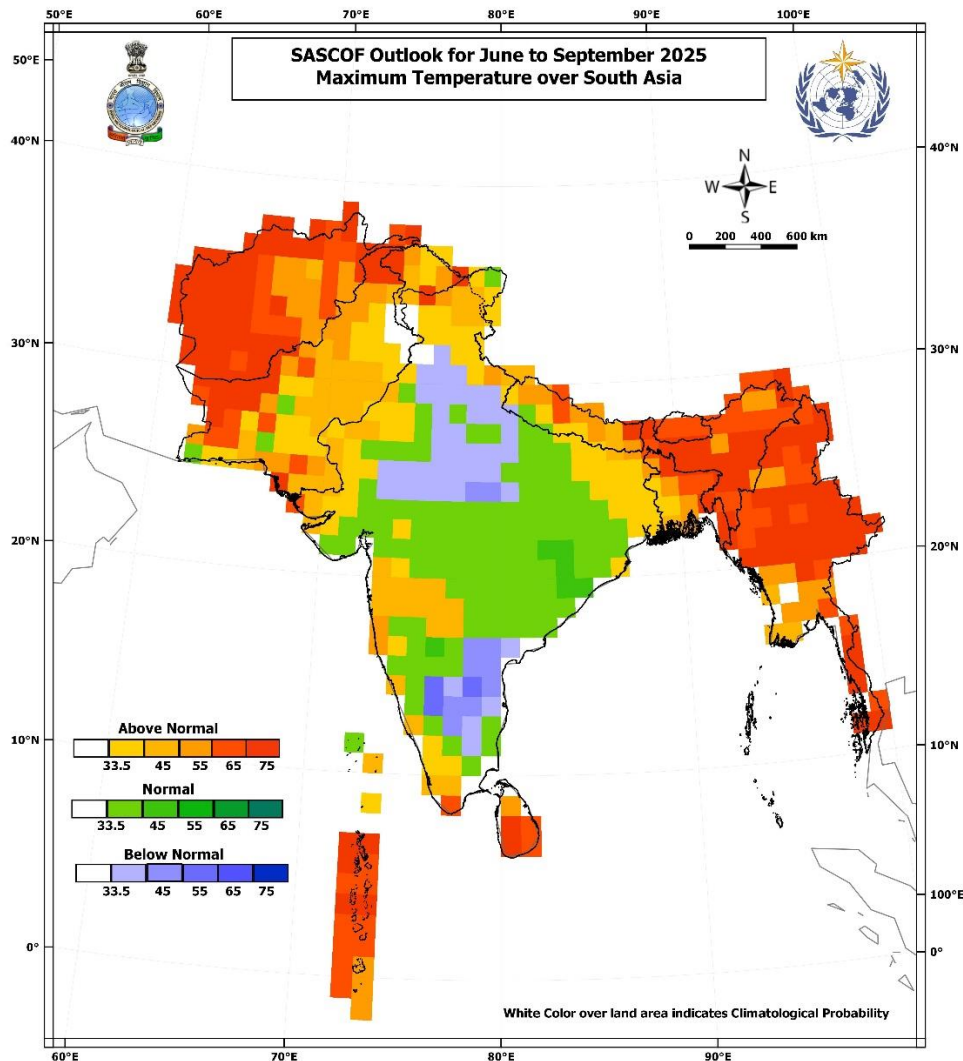 50°E 60°E 70°E 80°E 90°E 100°E
SASCOF Outlook for June to September 2025
Maximum Temperature over South Asia
50°N
40°N
40°N
N
W E
S
0 200 400 600 km
30°N
30°N
20°N
20°N
10°N
10°N
Above Normal
33.5 45 55 65 75
Normal
33.5 45 55 65 75
Below Normal
33.5 45 55 65 75
100°E
0°
0°
White Color over land area indicates Climatological Probability
60°E 70°E 80°E 90°E